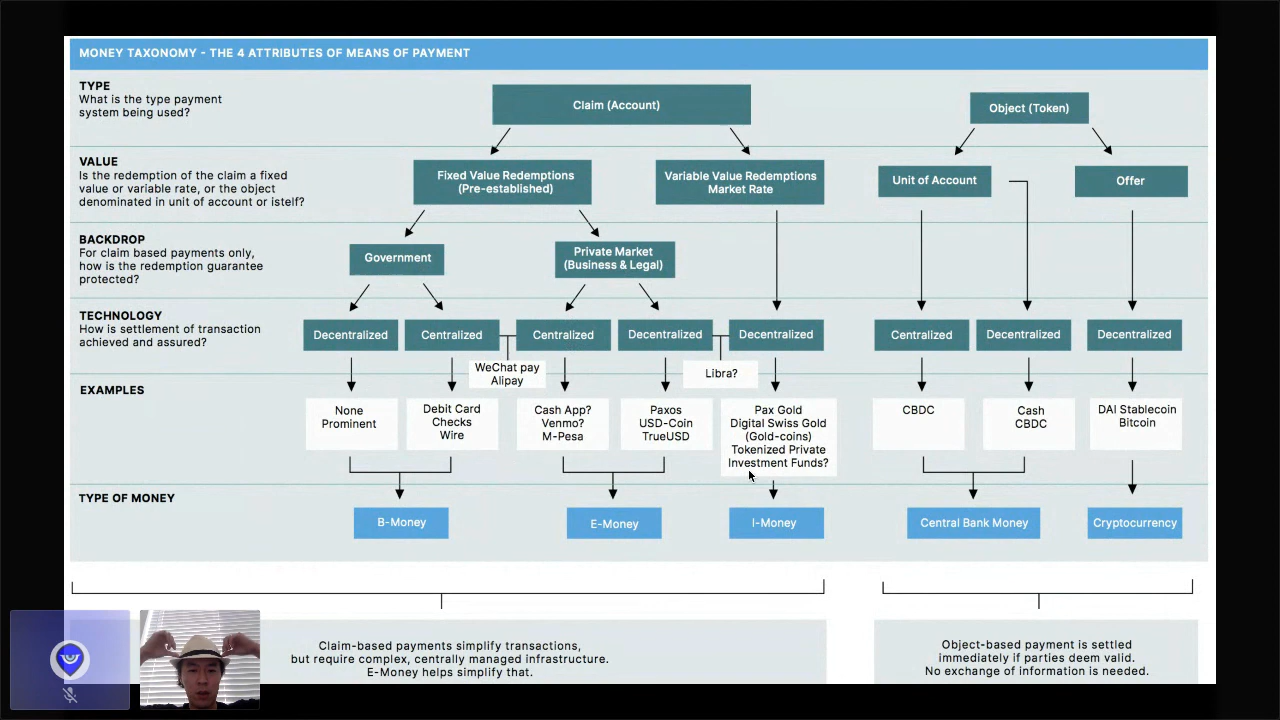 MONEY TAXONOMY - THE 4 ATTRIBUTES OF MEANS OF PAYMENT
TYPE
What is the type payment
system being used?
Claim (Account)
Object (Token)
VALUE
Is the redemption of the claim a fixed
value or variable rate, or the object
denominated in unit of account or istelf?
Fixed Value Redemptions
(Pre-established)
Variable Value Redemptions
Market Rate
Unit of Account
Offer
BACKDROP
For claim based payments only,
how is the redemption guarantee
protected?
Government
Private Market
(Business & Legal)
TECHNOLOGY
How is settlement of transaction
achieved and assured?
Decentralized
Centralized
Centralized
Decentralized
Decentralized
Centralized
Decentralized
Decentralized
WeChat pay
Alipay
Libra?
EXAMPLES
None
Prominent
Debit Card
Checks
Wire
Cash App?
Venmo?
M-Pesa
Paxos
USD-Coin
TrueUSD
Pax Gold
Digital Swiss Gold
(Gold-coins)
Tokenized Private
Investment Funds?
CBDC
Cash
CBDC
DAI Stablecoin
Bitcoin
TYPE OF MONEY
B-Money
E-Money
I-Money
Central Bank Money
Cryptocurrency
Claim-based payments simplify transactions,
but require complex, centrally managed infrastructure.
E-Money helps simplify that.
Object-based payment is settled
immediately if parties deem valid.
No exchange of information is needed.